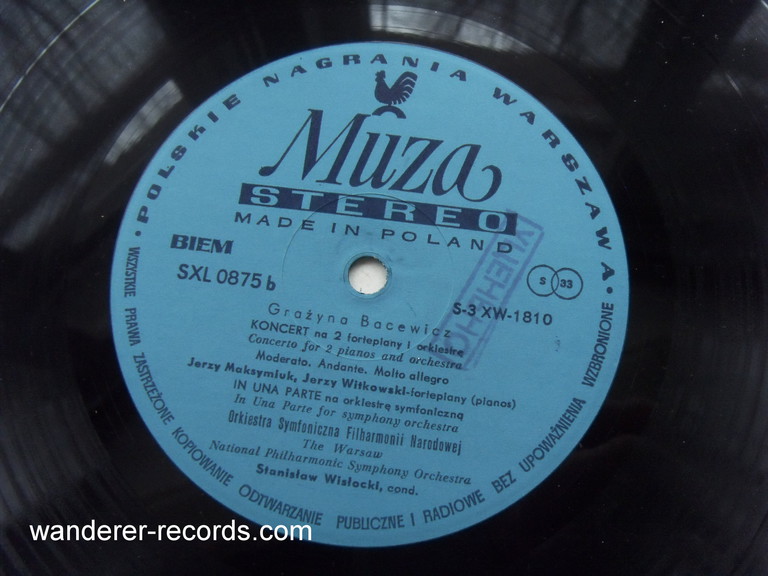 • POLSKIE NAGRANIA WARSZAWA •
Muza
STEREO
MADE IN POLAND
BIEM
SXL 0875 b
S 33
S-3 XW-1810
Grażyna Bacewicz
KONCERT na 2 fortepiany i orkiestrę
Concerto for 2 pianos and orchestra
Moderato. Andante. Molto allegro
Jerzy Maksymiuk, Jerzy Witkowski-fortepiany (pianos)
IN UNA PARTE na orkiestrę symfoniczną
In Una Parte for symphony orchestra
Orkiestra Symfoniczna Filharmonii Narodowej
The Warsaw
National Philharmonic Symphony Orchestra
Stanisław Wisłocki, cond.
WSZYSTKIE PRAWA ZASTRZEŻONE KOPIOWANIE ODTWARZANIE PUBLICZNE I RADIOWE BEZ UPOWAŻNIENIA WZBRONIONE
УЦЕНЕНО
wanderer-records.com